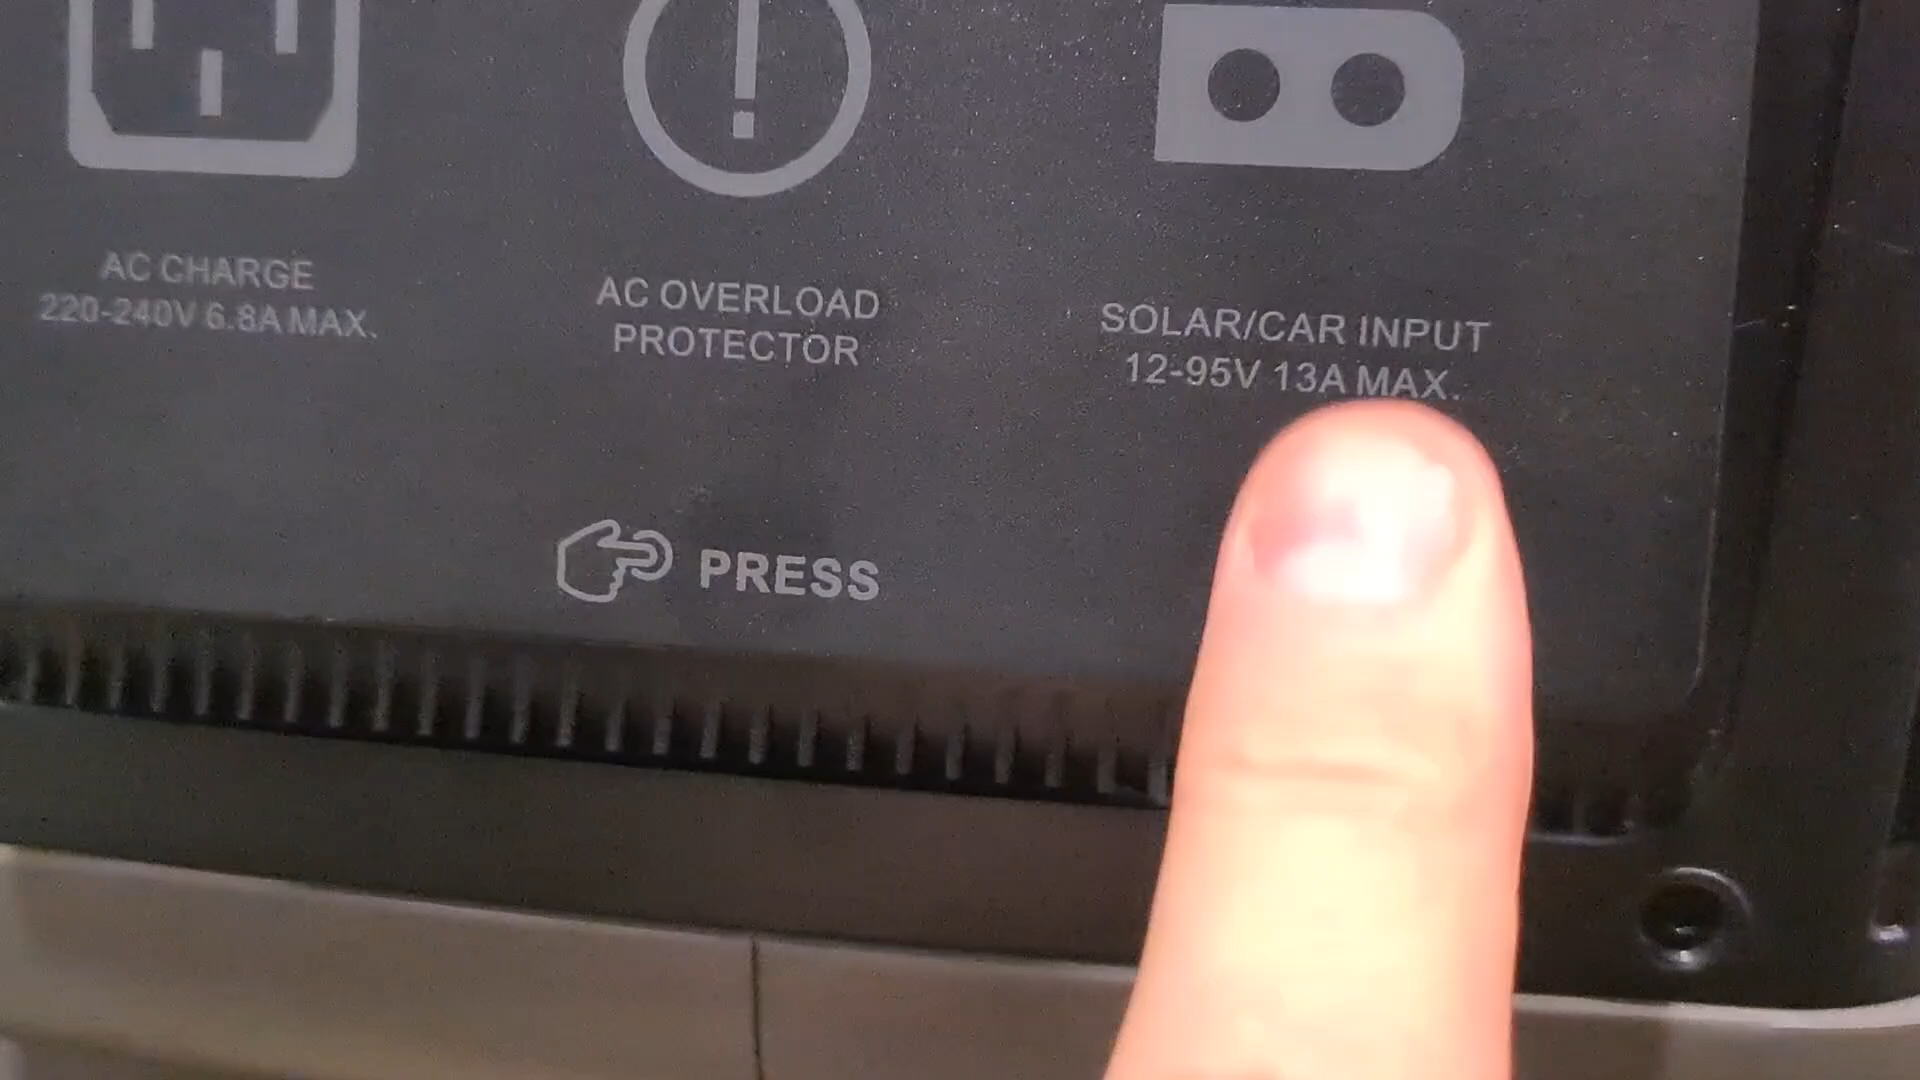 AC CHARGE
220-240V 6.8A MAX.
AC OVERLOAD
PROTECTOR
SOLAR/CAR INPUT
12-95V 13A MAX.
PRESS